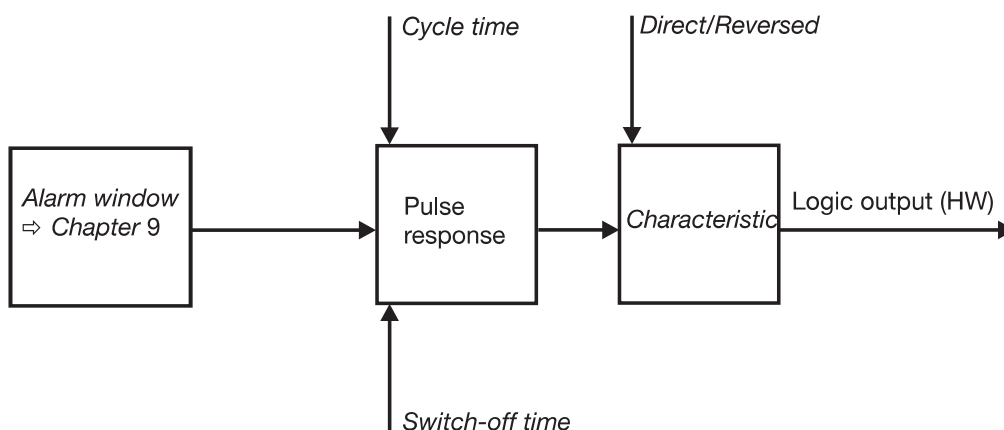 Cycle time
Direct/Reversed
Alarm window
⇨ Chapter 9
Pulse
response
Characteristic
Logic output (HW)
Switch-off time